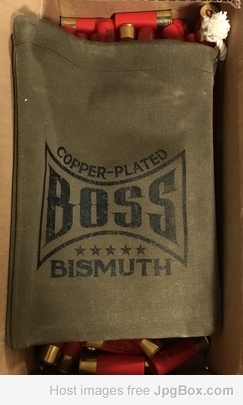 COPPER-PLATED
BOSS
BISMUTH
Host images free JpgBox.com